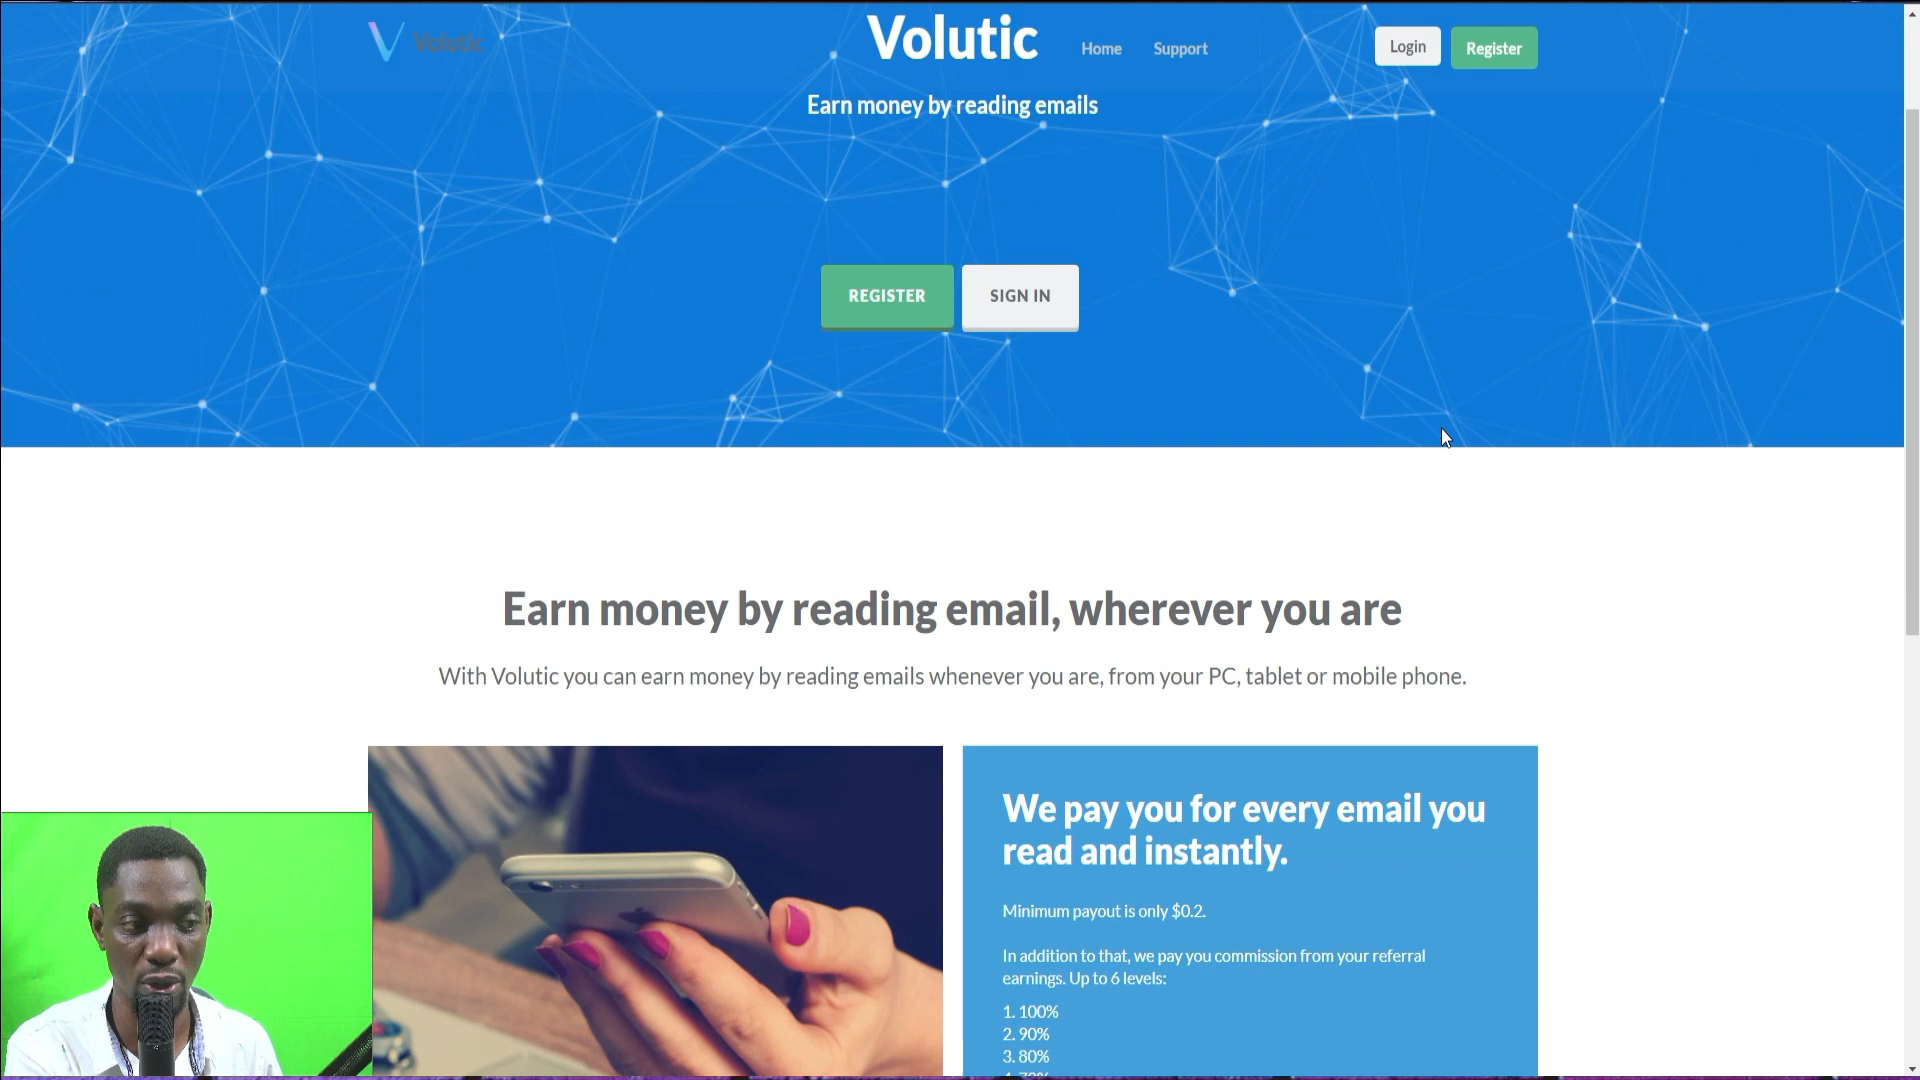 Volutic
Volutic
Home
Support
Login
Register
Earn money by reading emails
REGISTER
SIGN IN
Earn money by reading email, wherever you are
With Volutic you can earn money by reading emails whenever you are, from your PC, tablet or mobile phone.
We pay you for every email you
read and instantly.
Minimum payout is only $0.2.
In addition to that, we pay you commission from your referral
earnings. Up to 6 levels:
1. 100%
2. 90%
3. 80%